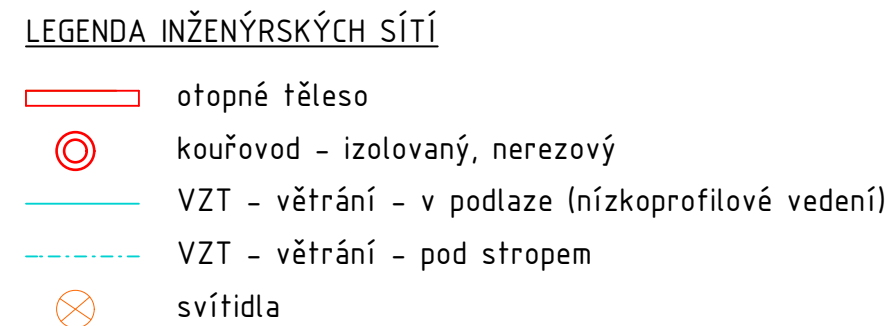 LEGENDA INŽENÝRSKÝCH SÍTÍ
otopné těleso
kouřovod - izolovaný, nerezový
VZT - větrání - v podlaze (nízkoprofilové vedení)
VZT - větrání - pod stropem
svítidla